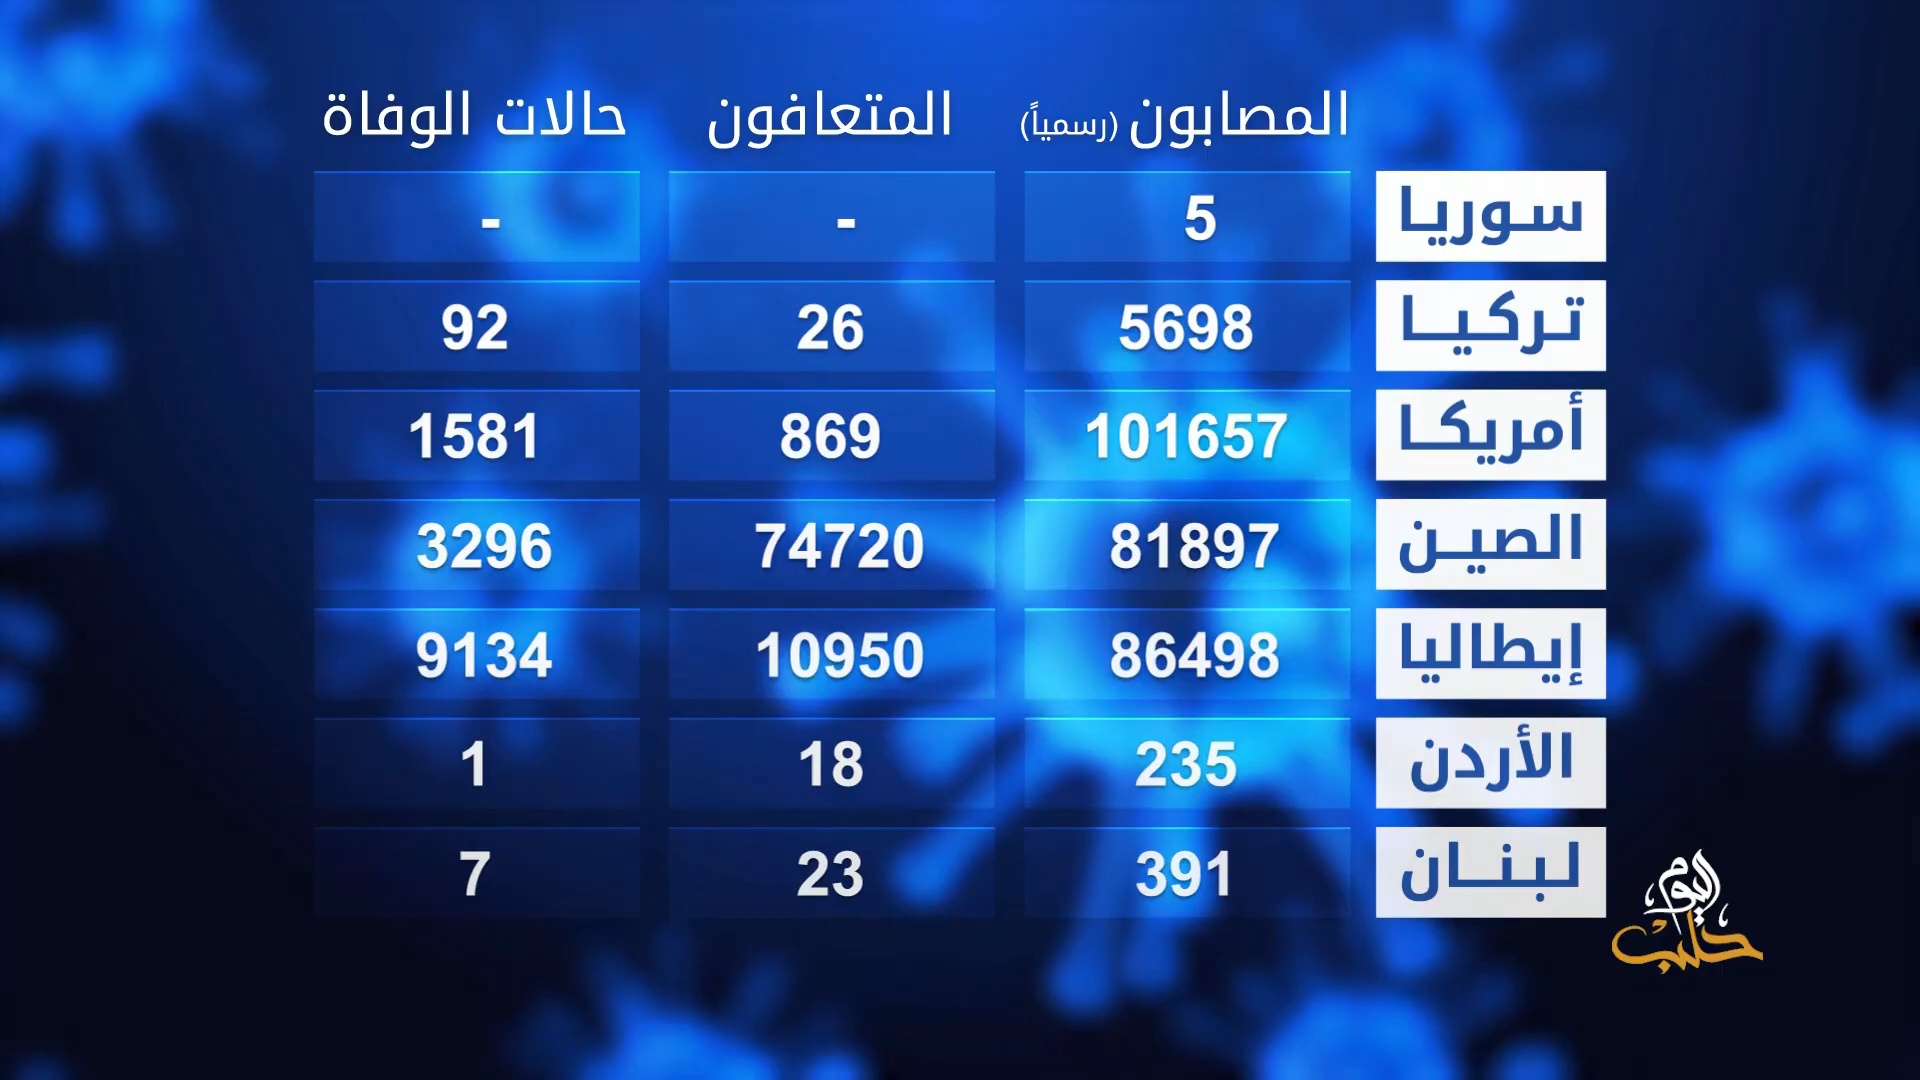 المصابون (رسمياً) المتعافون حالات الوفاة
سوريا 5 - -
تركيا 5698 26 92
أمريكا 101657 869 1581
الصين 81897 74720 3296
إيطاليا 86498 10950 9134
الأردن 235 18 1
لبنان 391 23 7
حلب اليوم